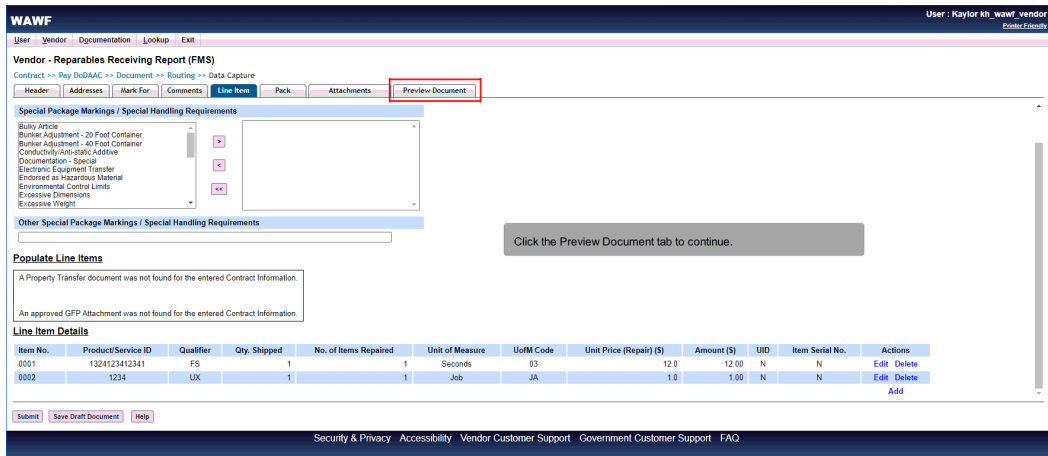 User : Kaylor kh_wawf_vendor
WAWF
Printer Friendly
User Vendor Documentation Lookup Exit
Vendor - Reparables Receiving Report (FMS)
Contract >> Pay DoDAAC >> Document >> Routing >> Data Capture
Header Addresses Mark For Comments Line Item Pack Attachments Preview Document
Special Package Markings / Special Handling Requirements
Bulky Article
Bunker Adjustment - 20 Foot Container
Bunker Adjustment - 40 Foot Container
Conductivity/Anti-static Additive
Documentation - Special
Electronic Equipment Transfer
Endorsed as Hazardous Material
Environmental Control Limits
Excessive Dimensions
Excessive Weight
>
<
<<
Other Special Package Markings / Special Handling Requirements
Click the Preview Document tab to continue.
Populate Line Items
A Property Transfer document was not found for the entered Contract Information.
An approved GFP Attachment was not found for the entered Contract Information.
Line Item Details
Item No. Product/Service ID Qualifier Qty. Shipped No. of Items Repaired Unit of Measure UofM Code Unit Price (Repair) ($) Amount ($) UID Item Serial No. Actions
0001 1324123412341 FS 1 1 Seconds 03 12.0 12.00 N N Edit Delete
0002 1234 UX 1 1 Job JA 1.0 1.00 N N Edit Delete
Add
Submit Save Draft Document Help
Security & Privacy Accessibility Vendor Customer Support Government Customer Support FAQ